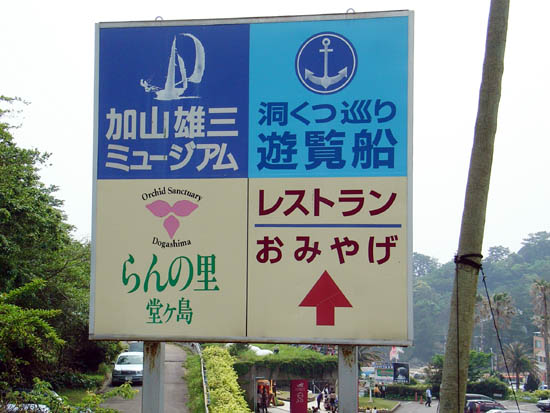 加山雄三
ミュージアム
洞くつ巡り
遊覧船
Orchid Sanctuary
Dogashima
らんの里
堂ヶ島
レストラン
おみやげ